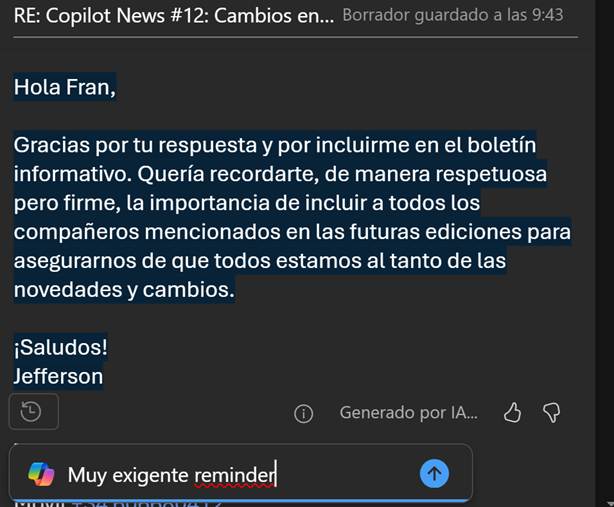 RE: Copilot News #12: Cambios en... Borrador guardado a las 9:43
Hola Fran,
Gracias por tu respuesta y por incluirme en el boletín
informativo. Quería recordarte, de manera respetuosa
pero firme, la importancia de incluir a todos los
compañeros mencionados en las futuras ediciones para
asegurarnos de que todos estamos al tanto de las
novedades y cambios.
¡Saludos!
Jefferson
Generado por IA...
Muy exigente reminder